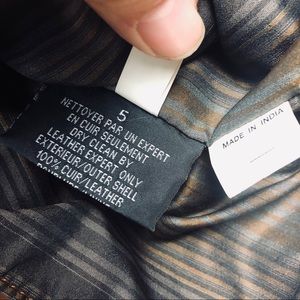 5
NETTOYER PAR UN EXPERT
EN CUIR SEULEMENT
DRY CLEAN BY
LEATHER EXPERT ONLY
EXTERIEUR/OUTER SHELL
100% CUIR/LEATHER
MADE IN INDIA